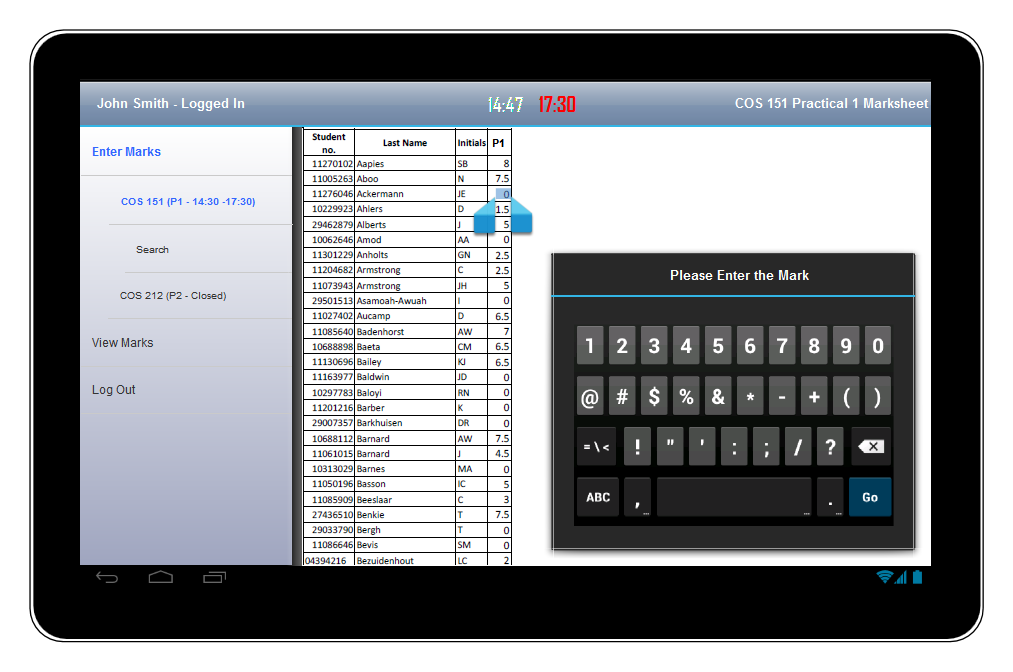 John Smith - Logged In
14:47 17:30
COS 151 Practical 1 Marksheet
Enter Marks
COS 151 (P1 - 14:30 -17:30)
Search
COS 212 (P2 - Closed)
View Marks
Log Out
Student no. Last Name Initials P1
11270102 Aapies SB 8
11005263 Aboo N 7.5
11276046 Ackermann JE 0
10229923 Ahlers D 1.5
29462879 Alberts J 5
10062646 Amod AA 0
11301229 Anholts GN 2.5
11204682 Armstrong C 2.5
11073943 Armstrong JH 5
29501513 Asamoah-Awuah I 0
11027402 Aucamp D 6.5
11085640 Badenhorst AW 7
10688898 Baeta CM 6.5
11130696 Bailey KJ 6.5
11163977 Baldwin JD 0
10297783 Baloyi RN 0
11201216 Barber K 0
29007357 Barkhuisen DR 0
10688112 Barnard AW 7.5
11061015 Barnard J 4.5
10313029 Barnes MA 0
11050196 Basson IC 5
11085909 Beeslaar C 3
27436510 Benkie T 7.5
29033790 Bergh T 0
11086646 Bevis SM 0
04394216 Bezuidenhout LC 2
Please Enter the Mark
1 2 3 4 5 6 7 8 9 0
@ # $ % & * - + ( )
= \ < ! " ' : ; / ?
ABC , ... ... . ... Go